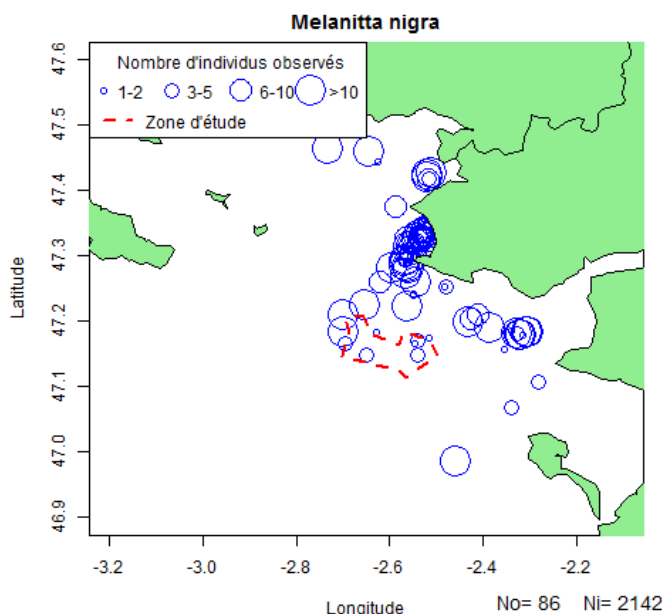 Melanitta nigra
Nombre d'individus observés
1-2 3-5 6-10 >10
Zone d'étude
Latitude
47.6
47.5
47.4
47.3
47.2
47.1
47.0
46.9
-3.2 -3.0 -2.8 -2.6 -2.4 -2.2
Longitude
No= 86 Ni= 2142